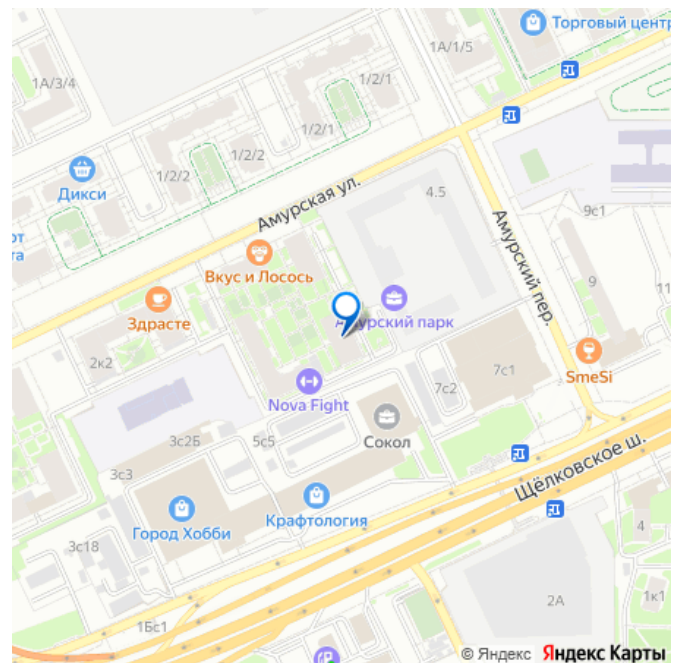 Торговый центр
1А/1/5
1А/3/4
1/2/1
1/2/1
1/2/2
1/2/2
Дикси
Амурская ул.
4.5
9с1
Амурский пер.
Вкус и Лосось
9
Здрасте
Амурский парк
2к2
7с1
SmeSi
7с2
Nova Fight
Сокол
3с2Б
5с5
3с3
Щёлковское ш.
Город Хобби
Крафтология
3с18
4
2А
1к1
1Бс1
© Яндекс Яндекс Карты